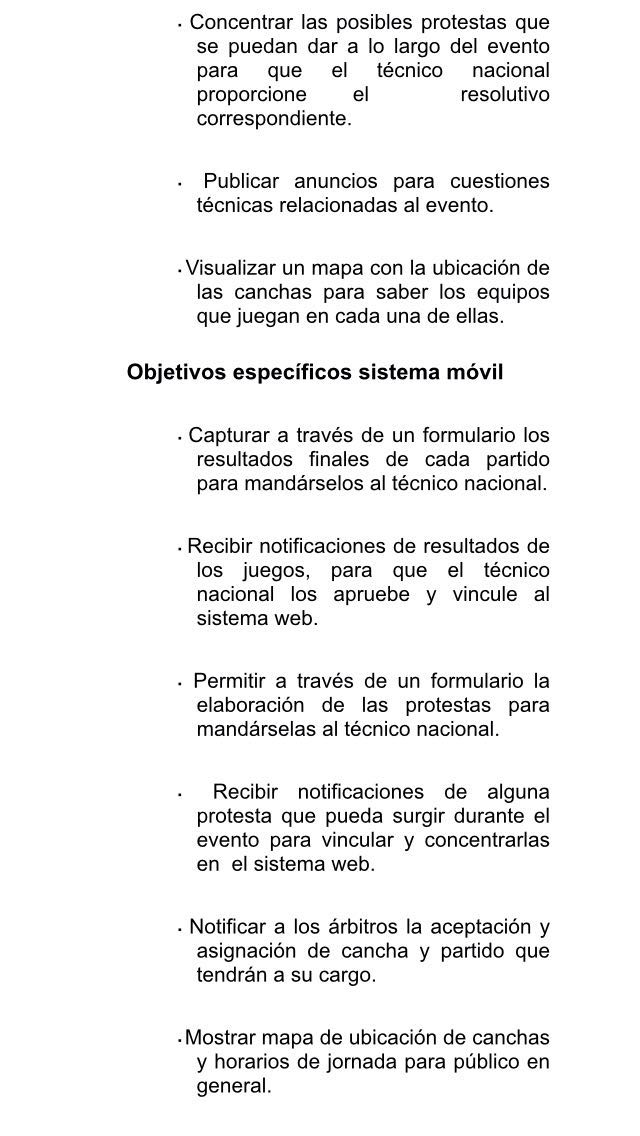 · Concentrar las posibles protestas que
se puedan dar a lo largo del evento
para que el técnico nacional
proporcione el resolutivo
correspondiente.
· Publicar anuncios para cuestiones
técnicas relacionadas al evento.
· Visualizar un mapa con la ubicación de
las canchas para saber los equipos
que juegan en cada una de ellas.
Objetivos específicos sistema móvil
· Capturar a través de un formulario los
resultados finales de cada partido
para mandárselos al técnico nacional.
· Recibir notificaciones de resultados de
los juegos, para que el técnico
nacional los apruebe y vincule al
sistema web.
· Permitir a través de un formulario la
elaboración de las protestas para
mandárselas al técnico nacional.
· Recibir notificaciones de alguna
protesta que pueda surgir durante el
evento para vincular y concentrarlas
en el sistema web.
· Notificar a los árbitros la aceptación y
asignación de cancha y partido que
tendrán a su cargo.
· Mostrar mapa de ubicación de canchas
y horarios de jornada para público en
general.